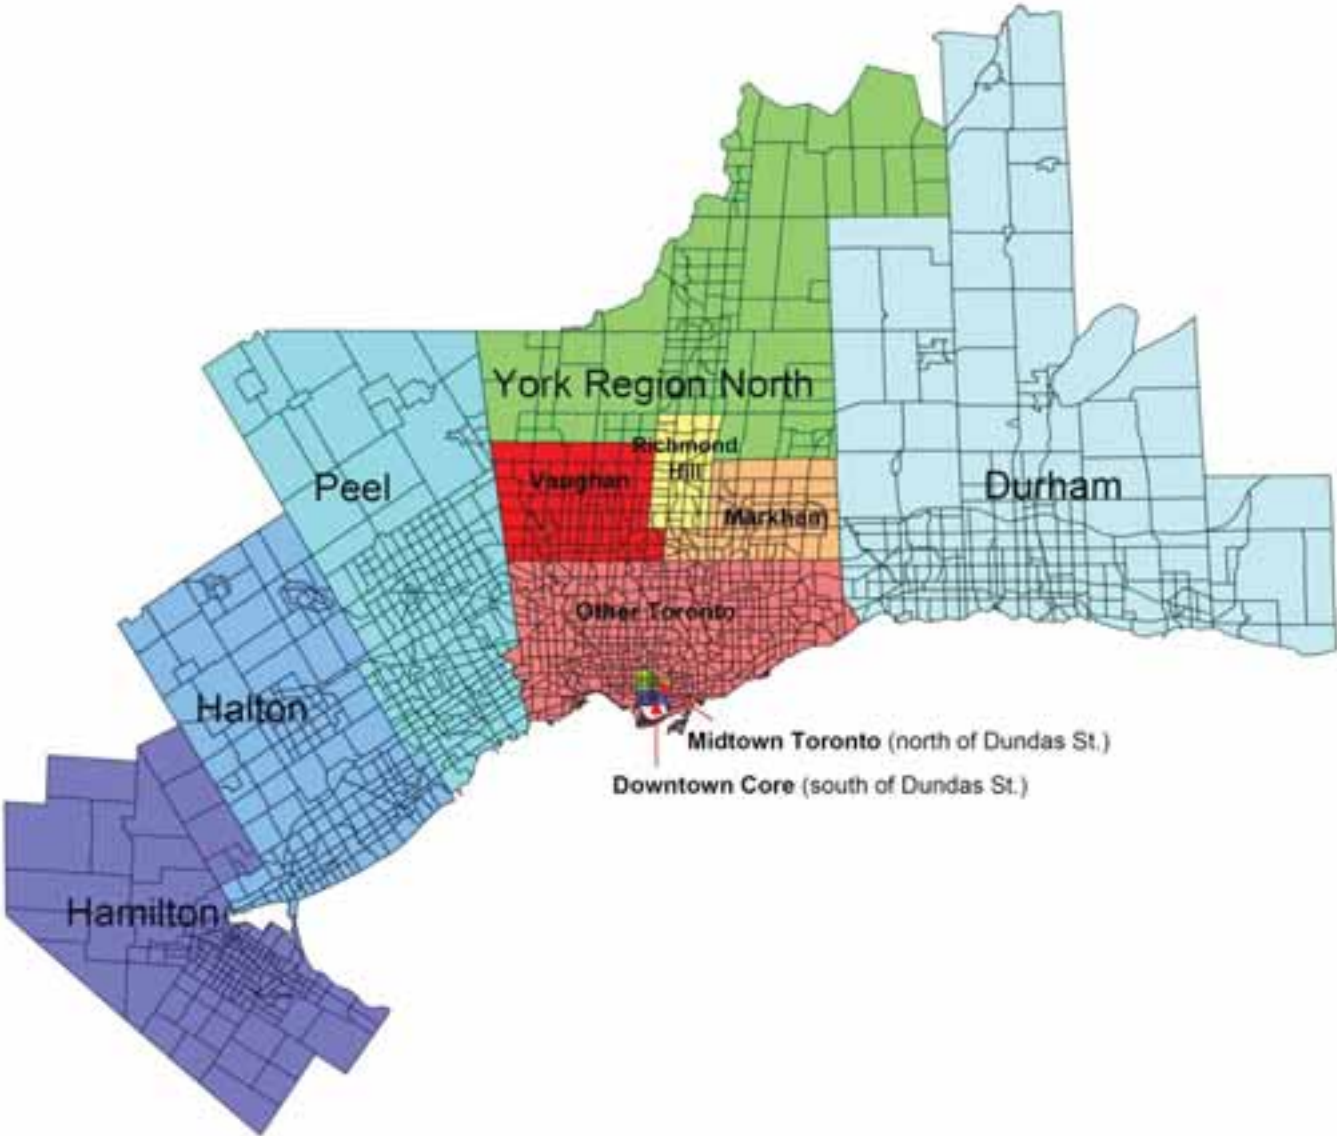 York Region North
Richmond
Hill
Vaughan
Peel
Durham
Markham
Other Toronto
Halton
Midtown Toronto (north of Dundas St.)
Downtown Core (south of Dundas St.)
Hamilton